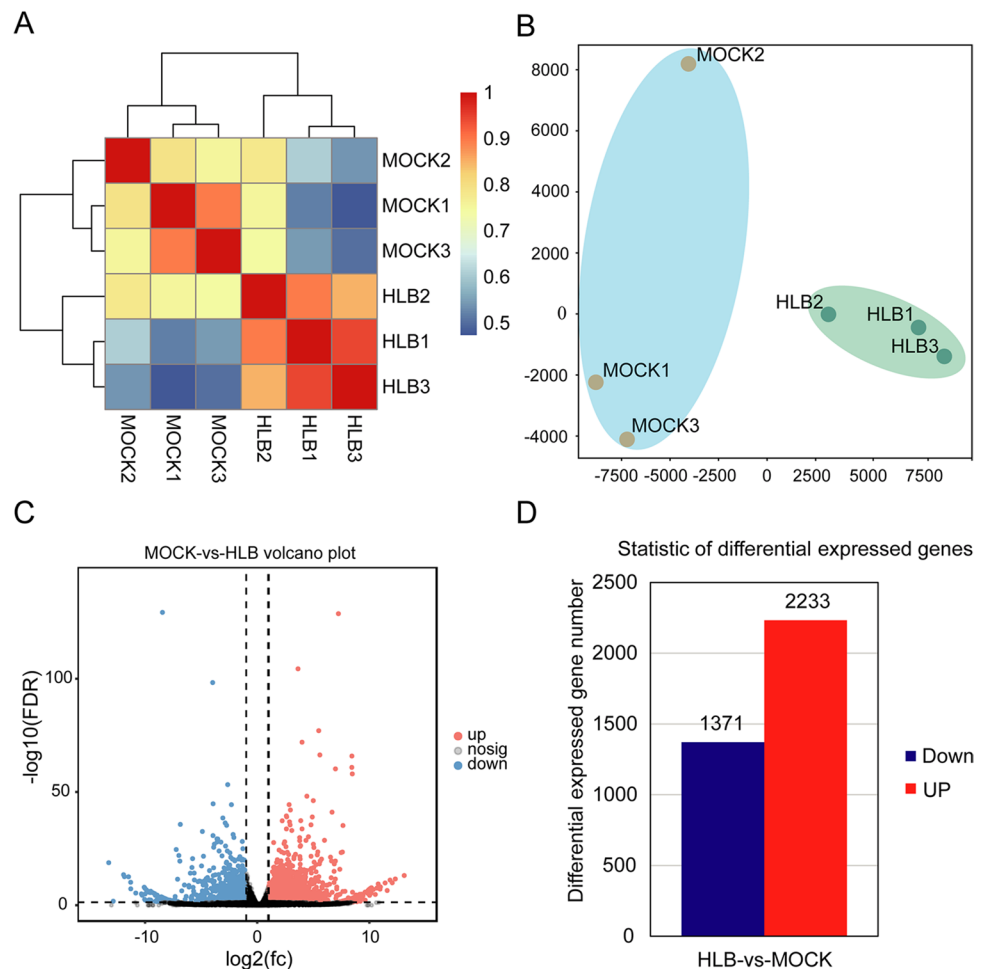 A
1
0.9
0.8
0.7
0.6
0.5
MOCK2
MOCK1
MOCK3
HLB2
HLB1
HLB3
MOCK2
MOCK1
MOCK3
HLB2
HLB1
HLB3
B
8000
6000
4000
2000
0
-2000
-4000
MOCK2
MOCK1
MOCK3
HLB2
HLB1
HLB3
-7500 -5000 -2500 0 2500 5000 7500
C
MOCK-vs-HLB volcano plot
-log10(FDR)
100
50
0
-10 0 10
log2(fc)
up
nosig
down
D
Statistic of differential expressed genes
Differential expressed gene number
2500
2000
1500
1000
500
0
1371
2233
HLB-vs-MOCK
Down
UP